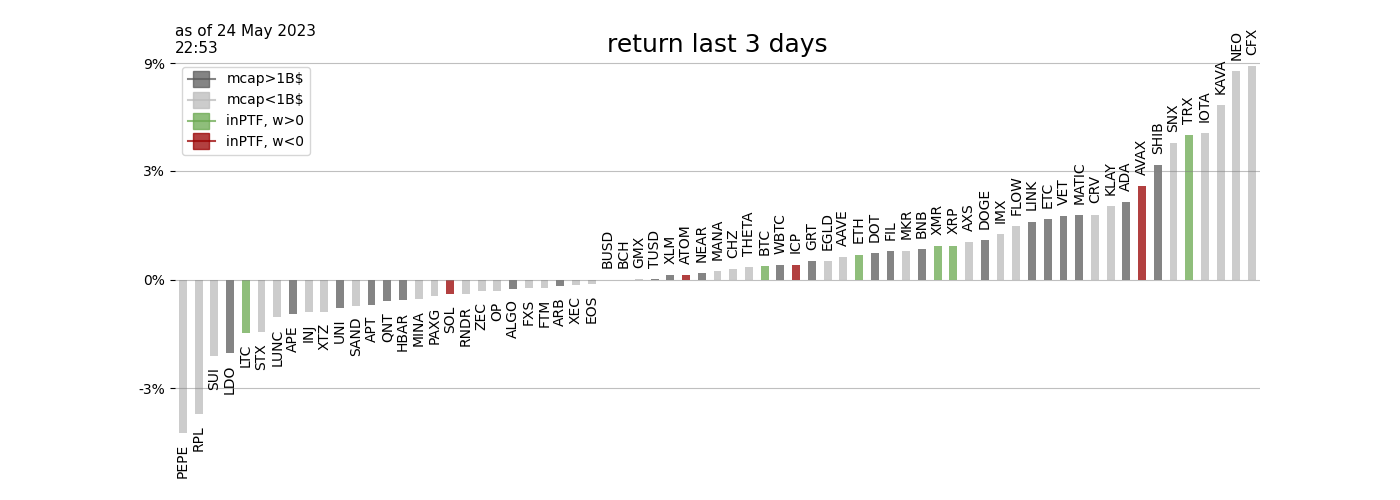 as of 24 May 2023
22:53
return last 3 days
9%
3%
0%
-3%
mcap>1B$
mcap<1B$
inPTF, w>0
inPTF, w<0
PEPE
RPL
SUI
LDO
LTC
STX
LUNC
APE
INJ
XTZ
UNI
SAND
APT
QNT
HBAR
MINA
PAXG
SOL
RNDR
ZEC
OP
ALGO
FXS
FTM
ARB
XEC
EOS
BUSD
BCH
GMX
TUSD
XLM
ATOM
NEAR
MANA
CHZ
THETA
BTC
WBTC
ICP
GRT
EGLD
AAVE
ETH
DOT
FIL
MKR
BNB
XMR
XRP
AXS
DOGE
IMX
FLOW
LINK
ETC
VET
MATIC
CRV
KLAY
ADA
AVAX
SHIB
SNX
TRX
IOTA
KAVA
NEO
CFX